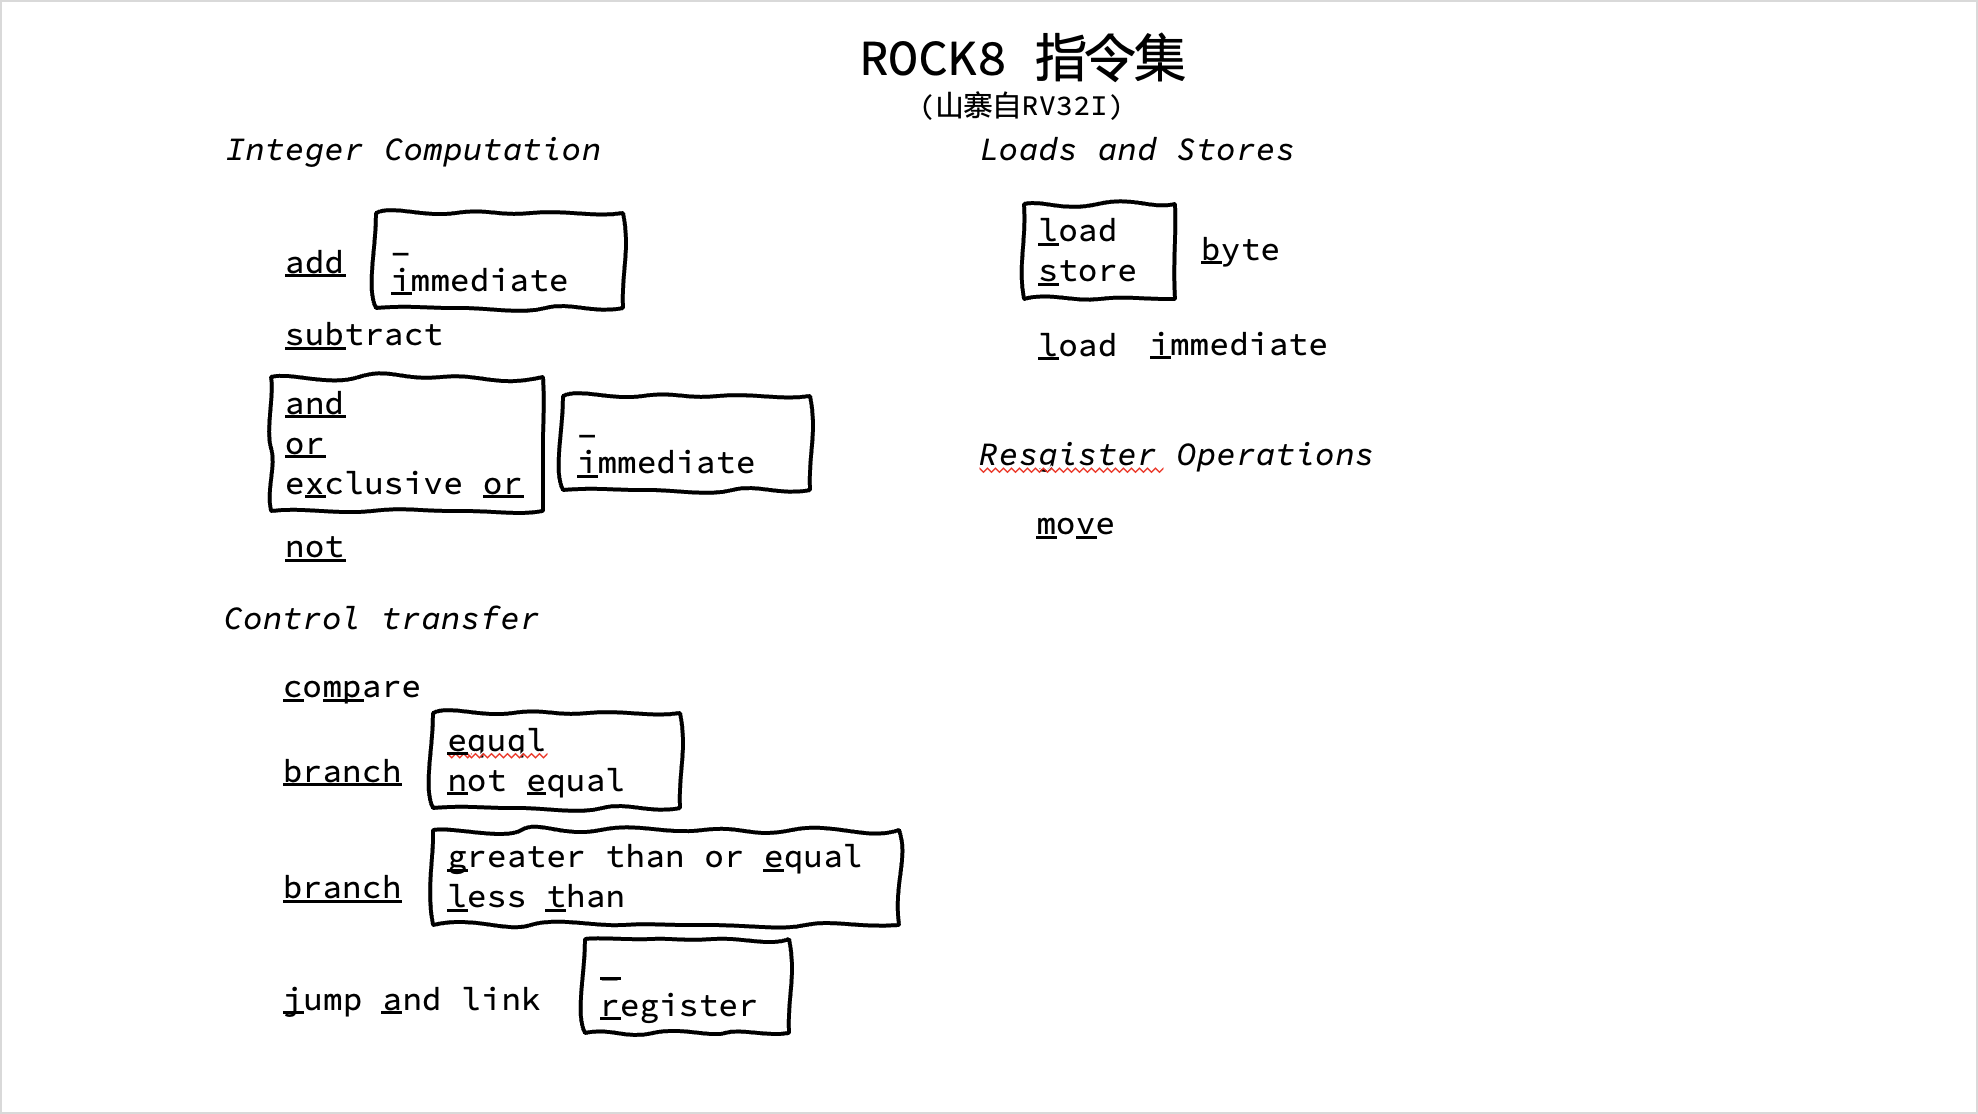 ROCK8 指令集
(山寨自RV32I)
Integer Computation
add
_
immediate
subtract
and
or
exclusive or
_
immediate
not
Control transfer
compare
branch
equql
not equal
branch
greater than or equal
less than
jump and link
_
register
Loads and Stores
load
store
byte
load immediate
Resgister Operations
move